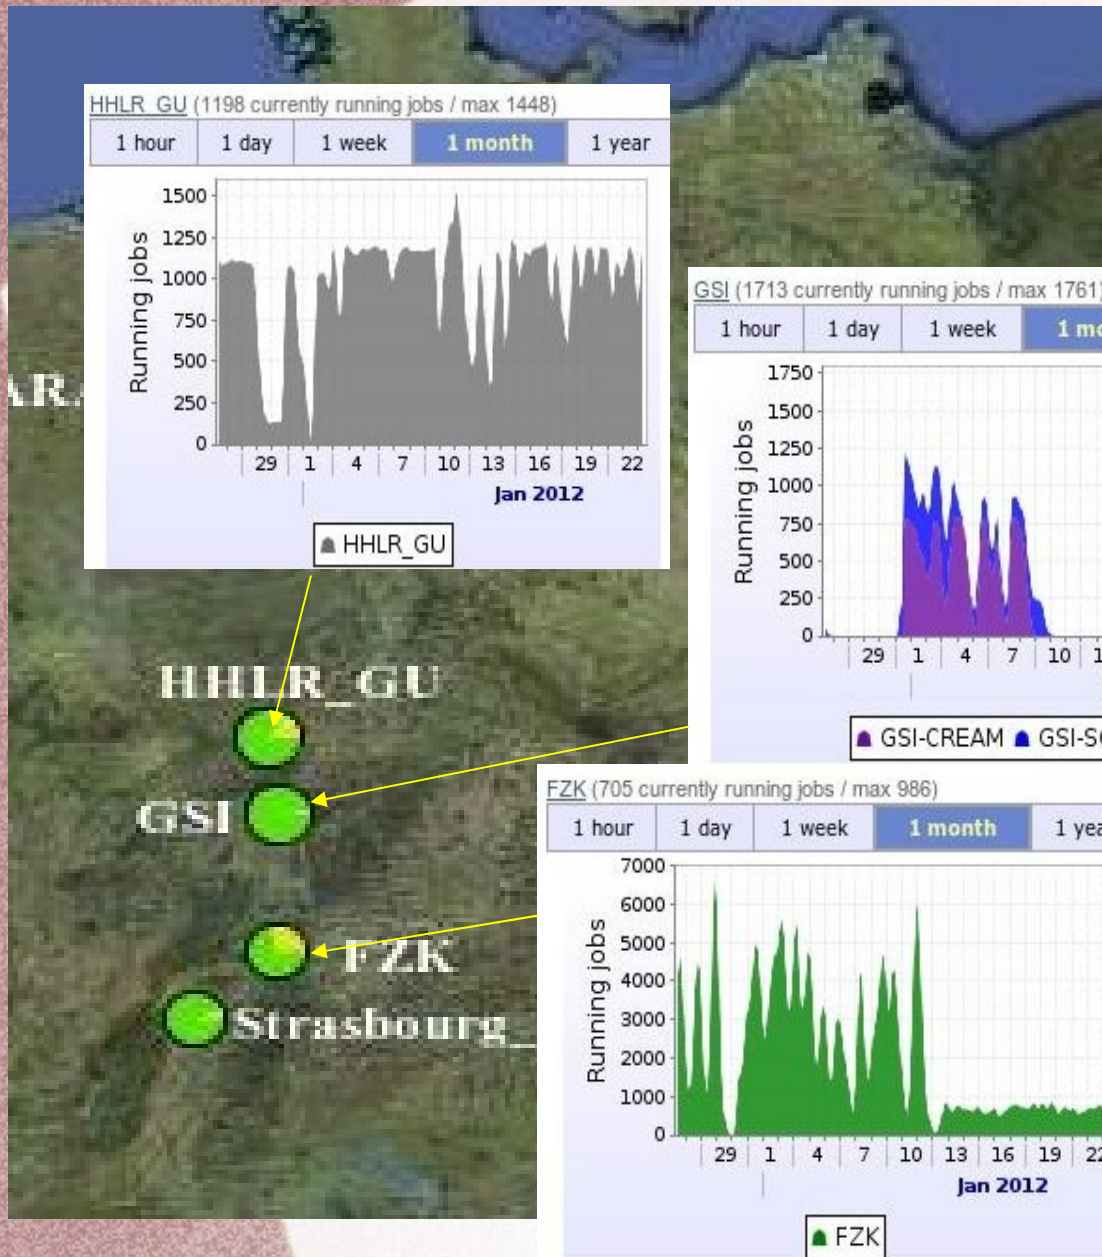 HHLR_GU (1198 currently running jobs / max 1448)
1 hour 1 day 1 week 1 month 1 year
Running jobs
1500
1250
1000
750
500
250
0
29 1 4 7 10 13 16 19 22
Jan 2012
HHLR_GU
GSI (1713 currently running jobs / max 1761)
1 hour 1 day 1 week
Running jobs
1750
1500
1250
1000
750
500
250
0
29 1 4 7 10
GSI-CREAM
HHLR_GU
GSI
FZK
Strasbourg_
FZK (705 currently running jobs / max 986)
1 hour 1 day 1 week 1 month
Running jobs
7000
6000
5000
4000
3000
2000
1000
0
29 1 4 7 10 13 16 19 22
Jan 2012
FZK